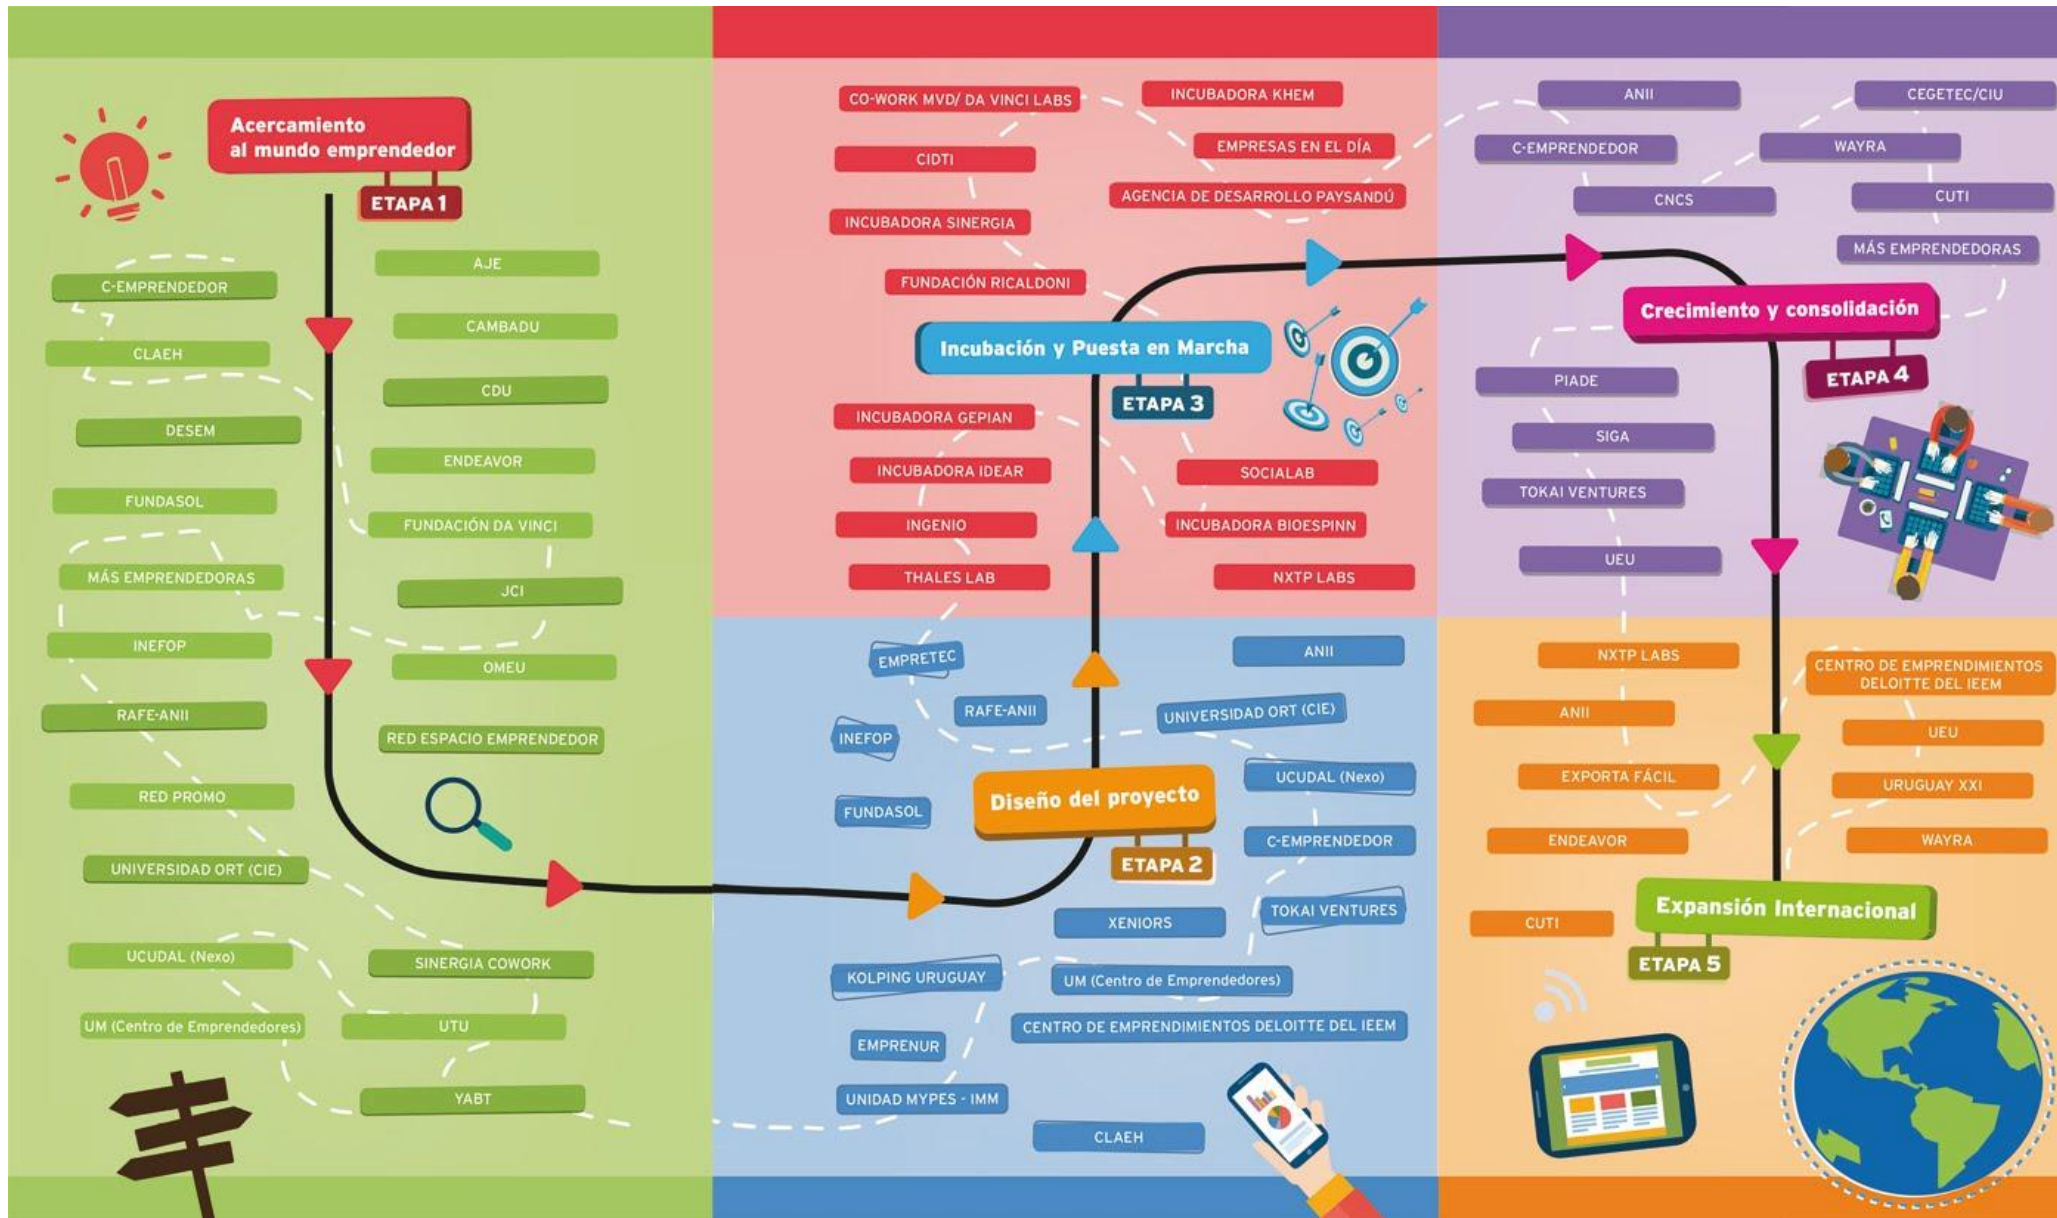 Acercamiento
al mundo emprendedor
ETAPA 1
AJE
C-EMPRENDEDOR
CAMBADU
CLAEH
CDU
DESEM
ENDEAVOR
FUNDASOL
FUNDACIÓN DA VINCI
MÁS EMPRENDEDORAS
JCI
INEFOP
OMEU
RAFE-ANII
RED ESPACIO EMPRENDEDOR
RED PROMO
UNIVERSIDAD ORT (CIE)
UCUDAL (Nexo)
SINERGIA COWORK
UM (Centro de Emprendedores)
UTU
YABT
CO-WORK MVD/ DA VINCI LABS
INCUBADORA KHEM
CIDTI
EMPRESAS EN EL DÍA
AGENCIA DE DESARROLLO PAYSANDÚ
INCUBADORA SINERGIA
FUNDACIÓN RICALDONI
Incubación y Puesta en Marcha
ETAPA 3
INCUBADORA GEPIAN
INCUBADORA IDEAR
SOCIALAB
INGENIO
INCUBADORA BIOESPINN
THALES LAB
NXTP LABS
EMPRETEC
ANII
RAFE-ANII
UNIVERSIDAD ORT (CIE)
INEFOP
UCUDAL (Nexo)
Diseño del proyecto
ETAPA 2
FUNDASOL
C-EMPRENDEDOR
XENIORS
TOKAI VENTURES
KOLPING URUGUAY
UM (Centro de Emprendedores)
CENTRO DE EMPRENDIMIENTOS DELOITTE DEL IEEM
EMPRENUR
UNIDAD MYPES - IMM
CLAEH
ANII
CEGETEC/CIU
C-EMPRENDEDOR
WAYRA
CNCS
CUTI
MÁS EMPRENDEDORAS
Crecimiento y consolidación
ETAPA 4
PIADE
SIGA
TOKAI VENTURES
UEU
NXTP LABS
CENTRO DE EMPRENDIMIENTOS
DELOITTE DEL IEEM
ANII
UEU
EXPORTA FÁCIL
URUGUAY XXI
ENDEAVOR
WAYRA
CUTI
Expansión Internacional
ETAPA 5